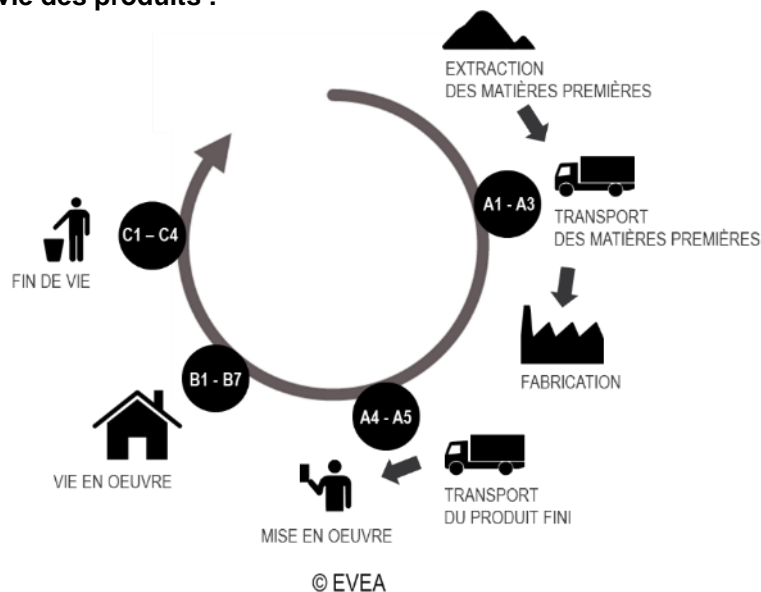 vie des produits :
EXTRACTION
DES MATIÈRES PREMIÈRES
A1 - A3
TRANSPORT
DES MATIÈRES PREMIÈRES
FABRICATION
A4 - A5
TRANSPORT
DU PRODUIT FINI
MISE EN OEUVRE
B1 - B7
VIE EN OEUVRE
C1 – C4
FIN DE VIE
© EVEA